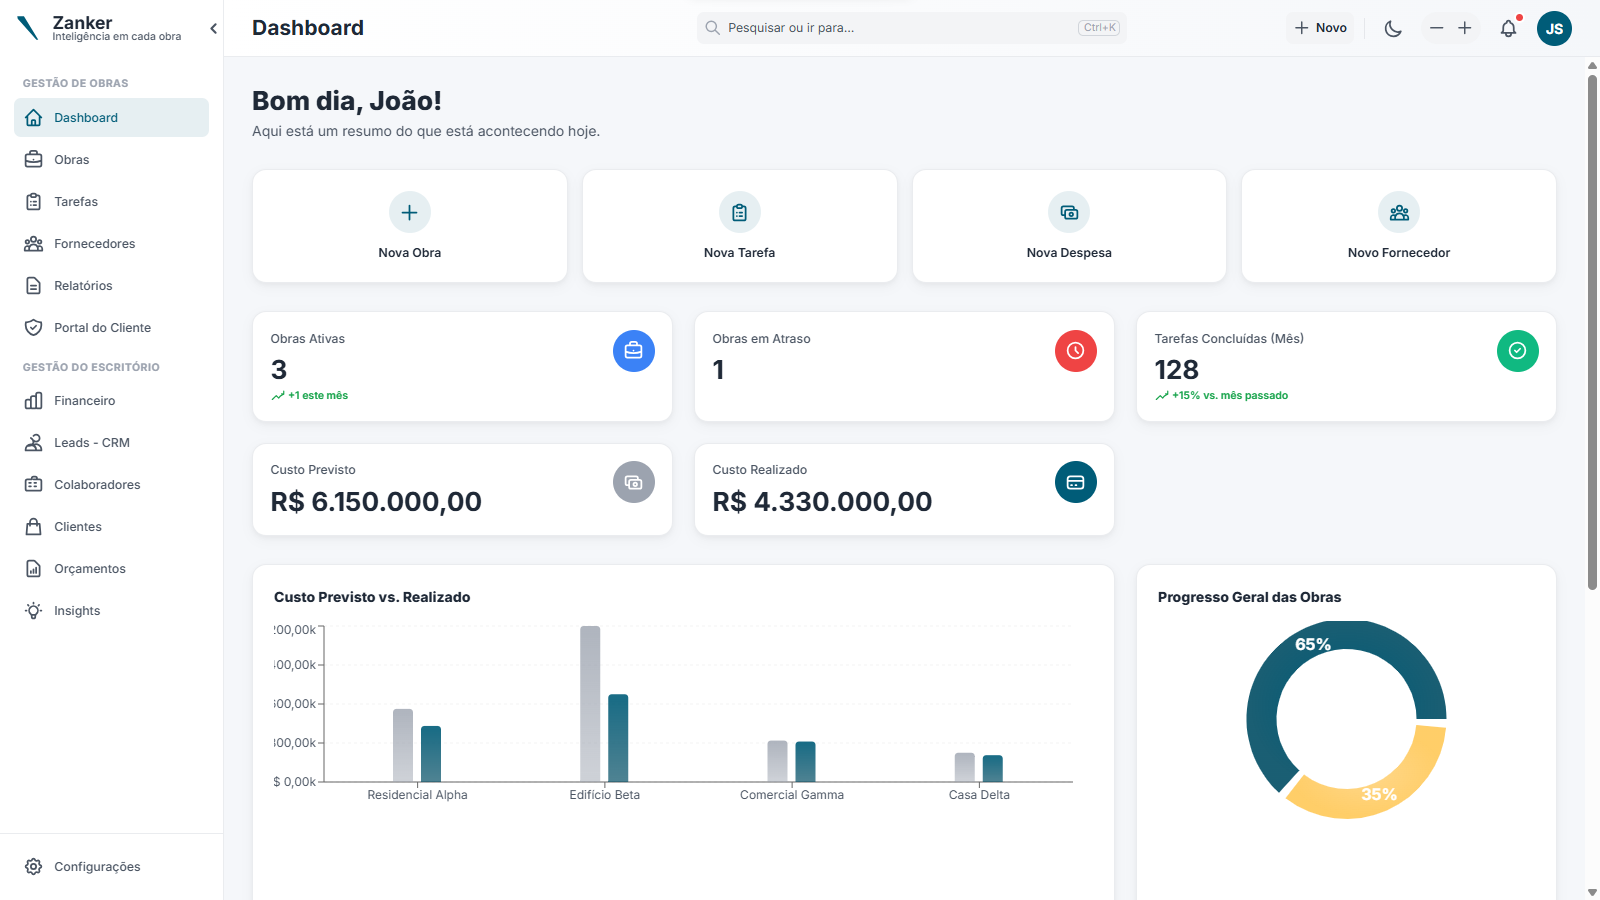 Zanker
Inteligência em cada obra
Dashboard
Pesquisar ou ir para...
Ctrl+K
Novo
JS
GESTÃO DE OBRAS
Dashboard
Obras
Tarefas
Fornecedores
Relatórios
Portal do Cliente
GESTÃO DO ESCRITÓRIO
Financeiro
Leads - CRM
Colaboradores
Clientes
Orçamentos
Insights
Configurações
Bom dia, João!
Aqui está um resumo do que está acontecendo hoje.
Nova Obra
Nova Tarefa
Nova Despesa
Novo Fornecedor
Obras Ativas
3
+1 este mês
Obras em Atraso
1
Tarefas Concluídas (Mês)
128
+15% vs. mês passado
Custo Previsto
R$ 6.150.000,00
Custo Realizado
R$ 4.330.000,00
Custo Previsto vs. Realizado
200,00k
00,00k
00,00k
00,00k
$ 0,00k
Residencial Alpha
Edifício Beta
Comercial Gamma
Casa Delta
Progresso Geral das Obras
65%
35%